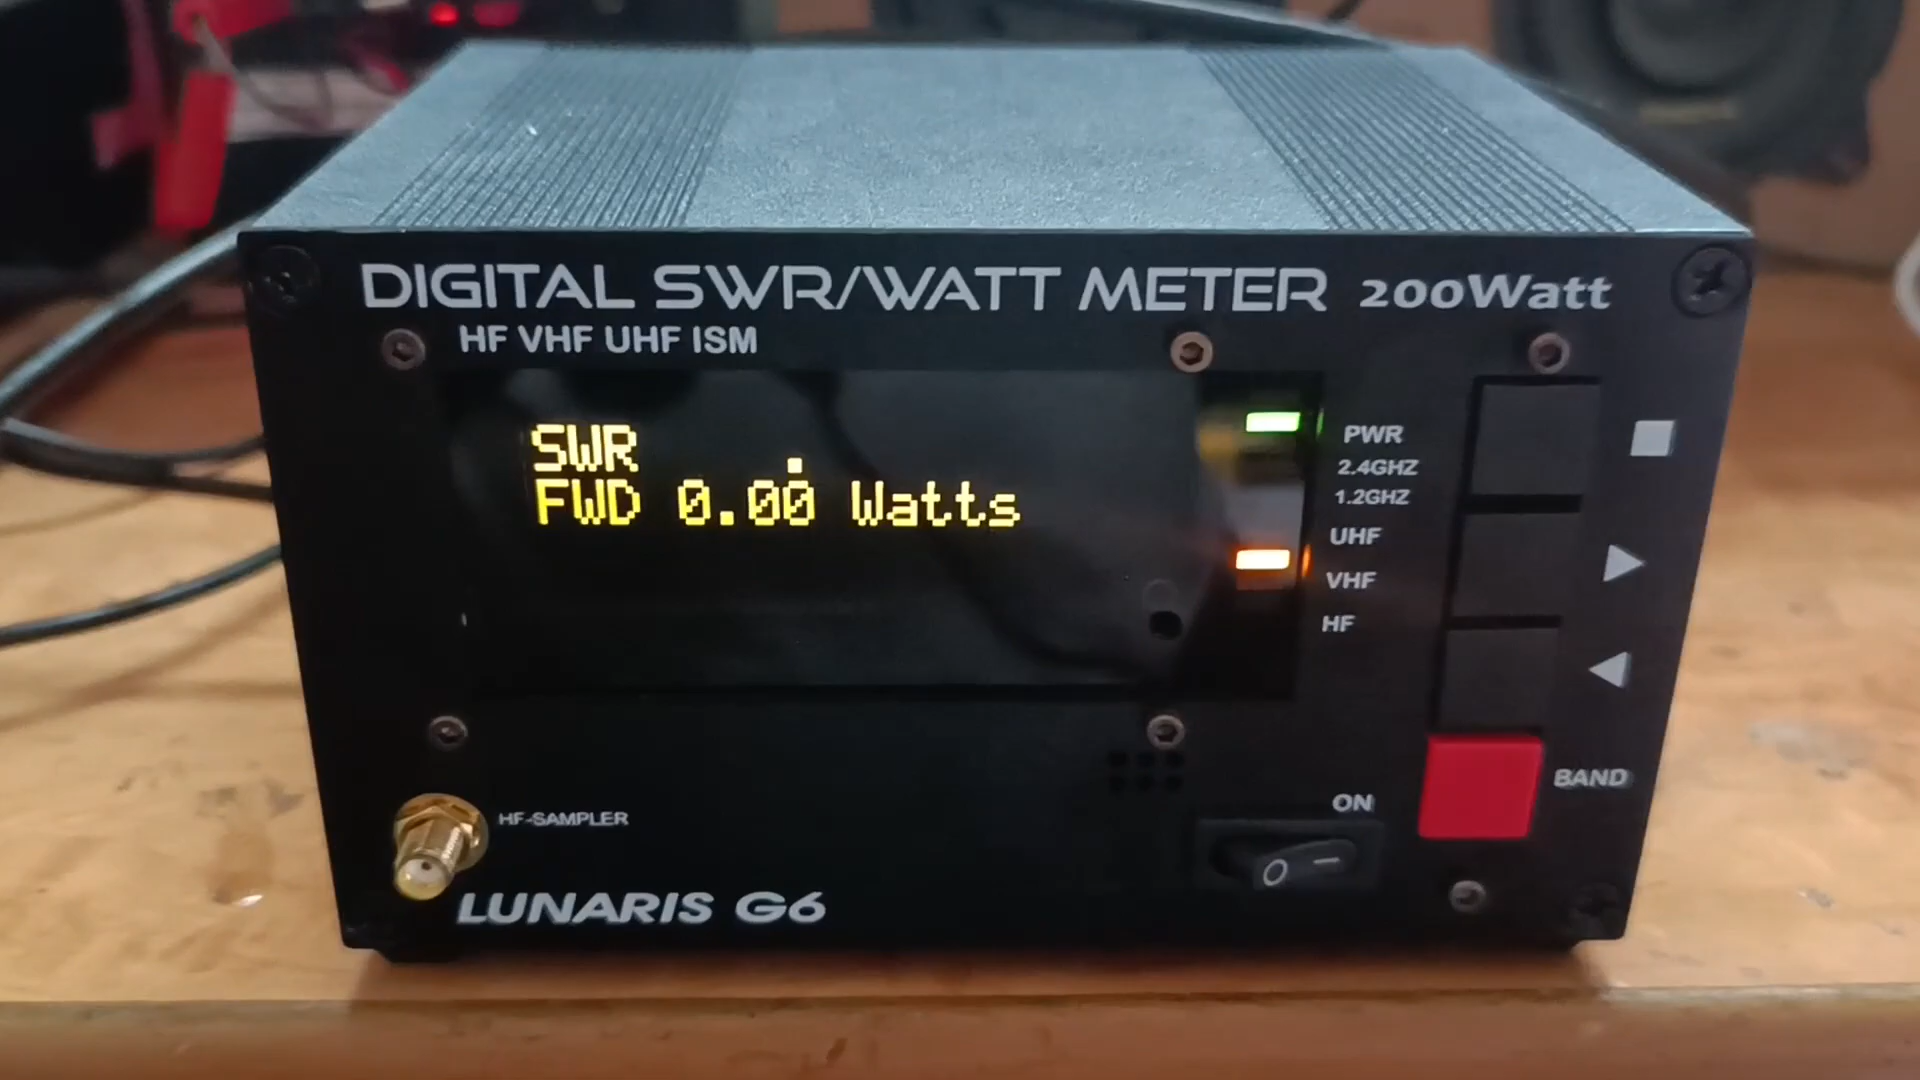 DIGITAL SWR/WATT METER 200Watt
HF VHF UHF ISM
SWR .
FWD 0.00 Watts
PWR
2.4GHZ
1.2GHZ
UHF
VHF
HF
BAND
ON
HF-SAMPLER
LUNARIS G6